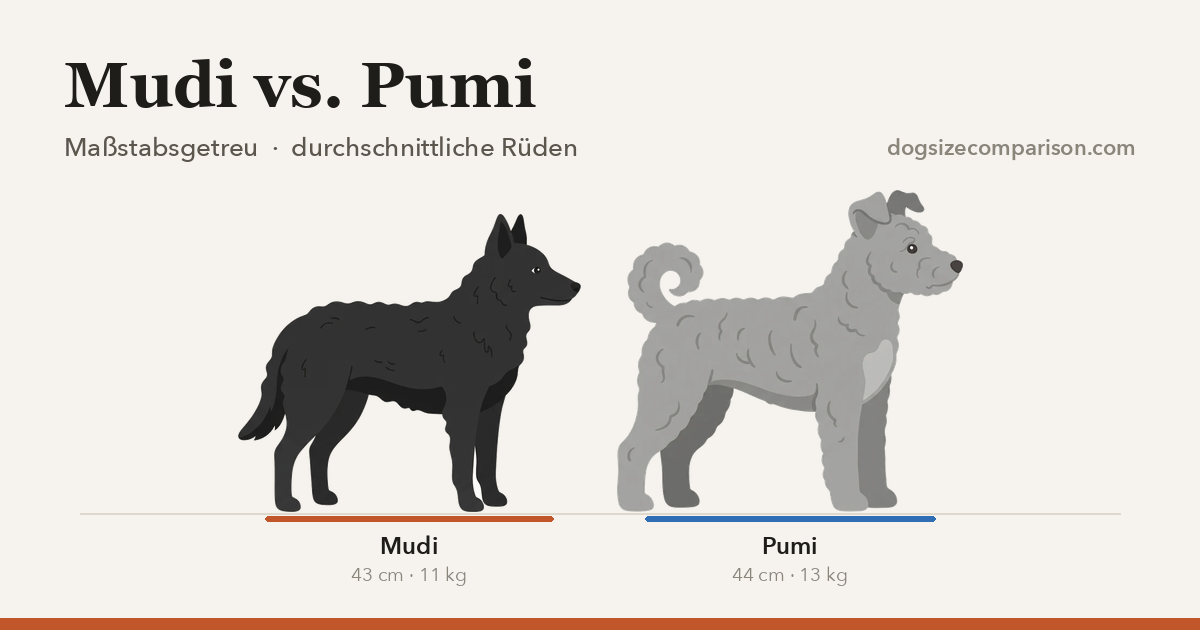 Mudi vs. Pumi
Maßstabsgetreu · durchschnittliche Rüden
dogsizecomparison.com
Mudi
43 cm · 11 kg
Pumi
44 cm · 13 kg